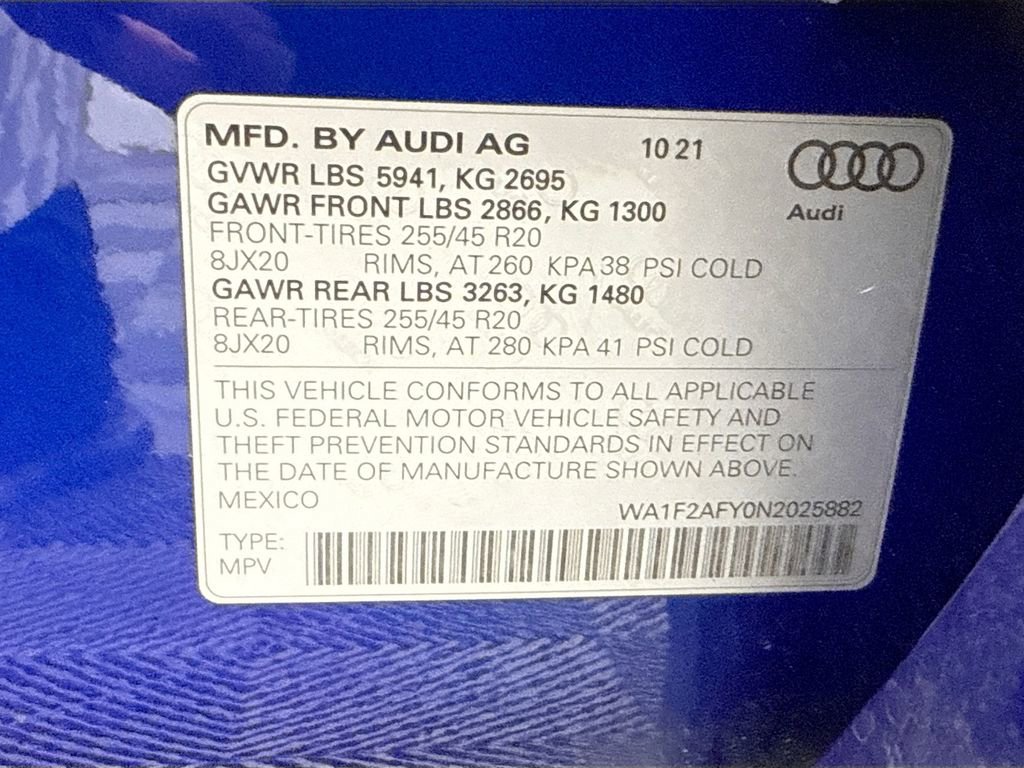 MFD. BY AUDI AG 10 21
GVWR LBS 5941, KG 2695
Audi
GAWR FRONT LBS 2866, KG 1300
FRONT-TIRES 255/45 R20
8JX20 RIMS, AT 260 KPA 38 PSI COLD
GAWR REAR LBS 3263, KG 1480
REAR-TIRES 255/45 R20
8JX20 RIMS, AT 280 KPA 41 PSI COLD
THIS VEHICLE CONFORMS TO ALL APPLICABLE
U.S. FEDERAL MOTOR VEHICLE SAFETY AND
THEFT PREVENTION STANDARDS IN EFFECT ON
THE DATE OF MANUFACTURE SHOWN ABOVE.
MEXICO WA1F2AFY0N2025882
TYPE:
MPV